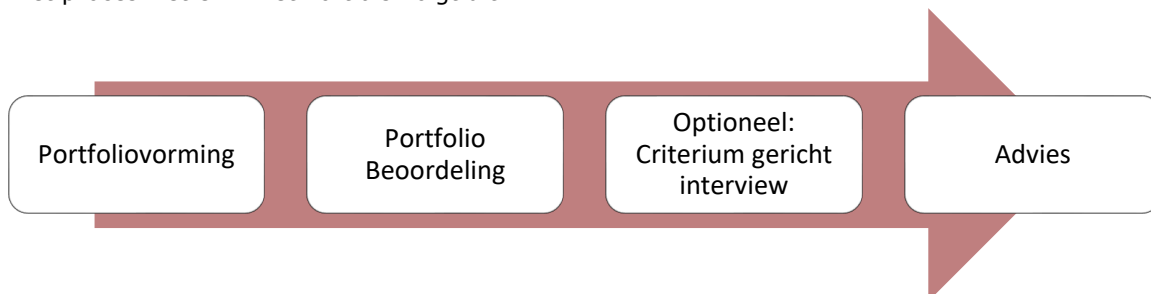 Portfoliovorming
Portfolio
Beoordeling
Optioneel:
Criterium gericht
interview
Advies